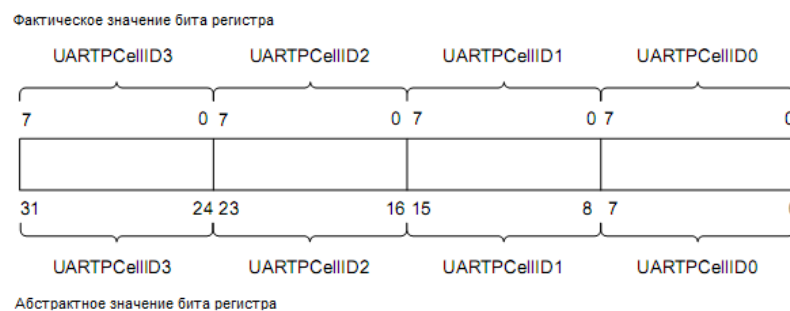 Фактическое значение бита регистра
UARTPCellID3 UARTPCellID2 UARTPCellID1 UARTPCellID0
7 0 7 0 7 0 7 0
31 24 23 16 15 8 7
UARTPCellID3 UARTPCellID2 UARTPCellID1 UARTPCellID0
Абстрактное значение бита регистра